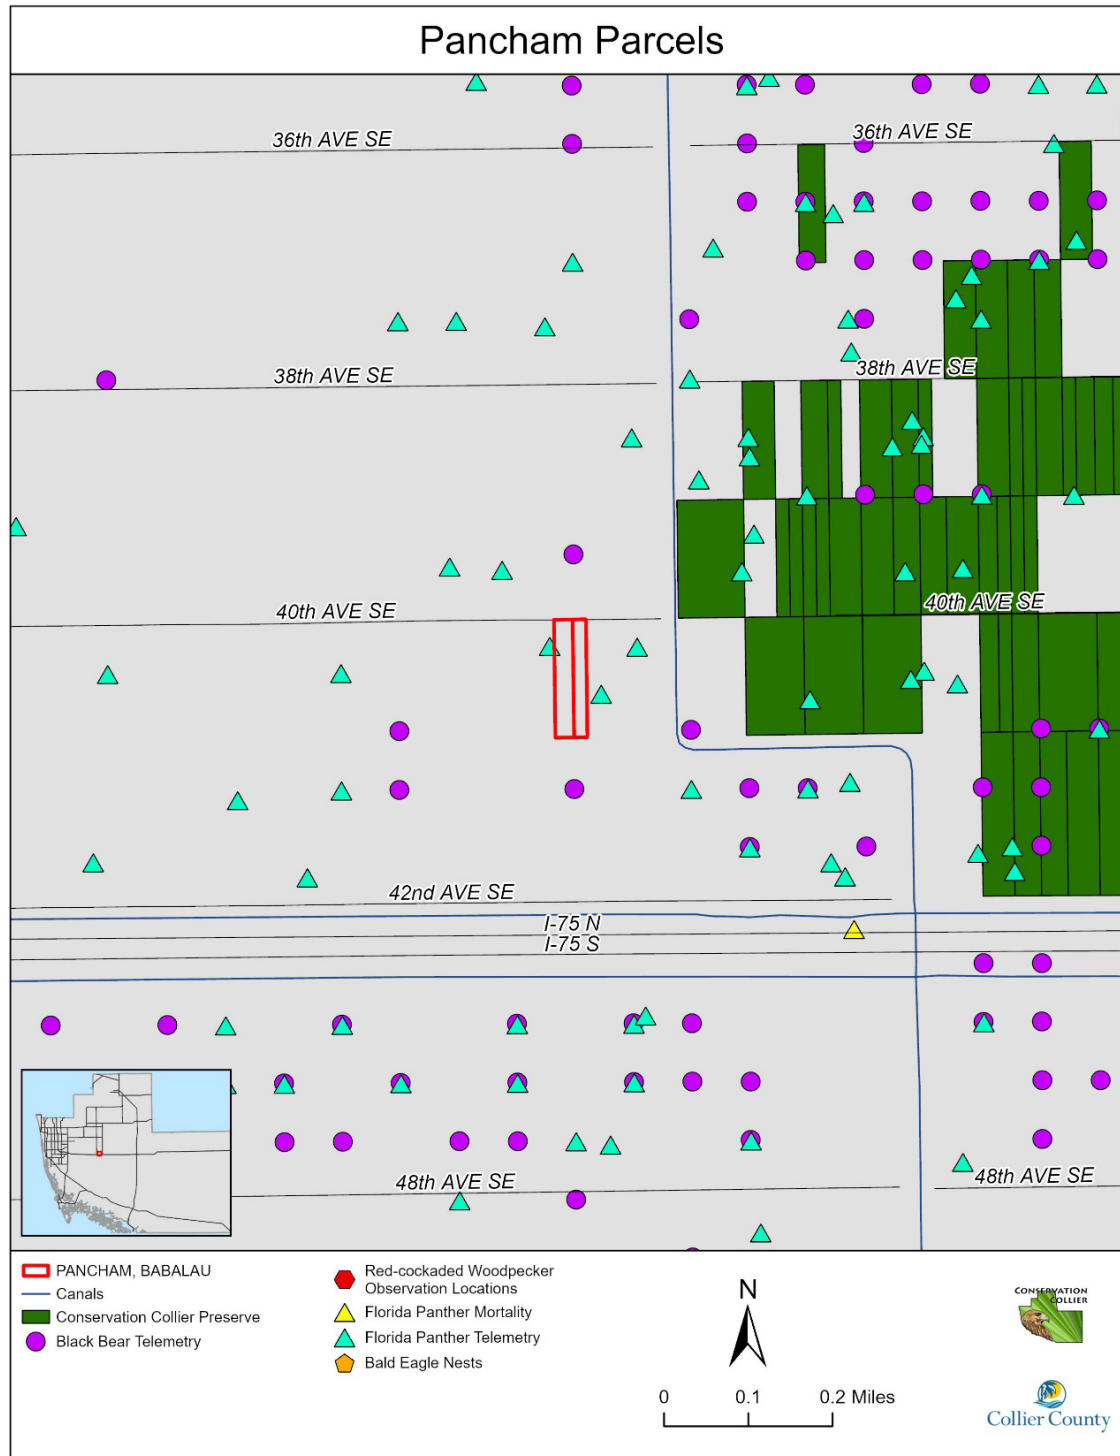 Pancham Parcels
36th AVE SE
36th AVE SE
38th AVE SE
38th AVE SE
40th AVE SE
40th AVE SE
42nd AVE SE
I-75 N
I-75 S
48th AVE SE
48th AVE SE
PANCHAM, BABALAU
Canals
Conservation Collier Preserve
Black Bear Telemetry
Red-cockaded Woodpecker
Observation Locations
Florida Panther Mortality
Florida Panther Telemetry
Bald Eagle Nests
N
0 0.1 0.2 Miles
CONSERVATION
COLLIER
Collier County